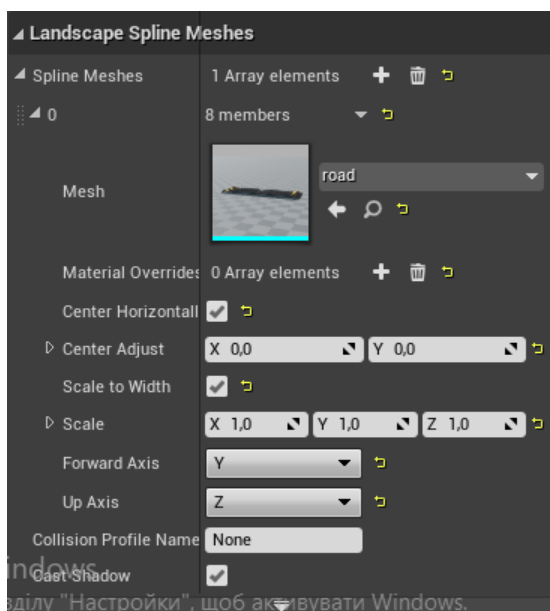 Landscape Spline Meshes
Spline Meshes 1 Array elements
0 8 members
Mesh road
Material Overrides 0 Array elements
Center Horizontall
Center Adjust X 0,0 Y 0,0
Scale to Width
Scale X 1,0 Y 1,0 Z 1,0
Forward Axis Y
Up Axis Z
Collision Profile Name None
indows
Cast Shadow
зділу "Настройки", щоб активувати Windows.